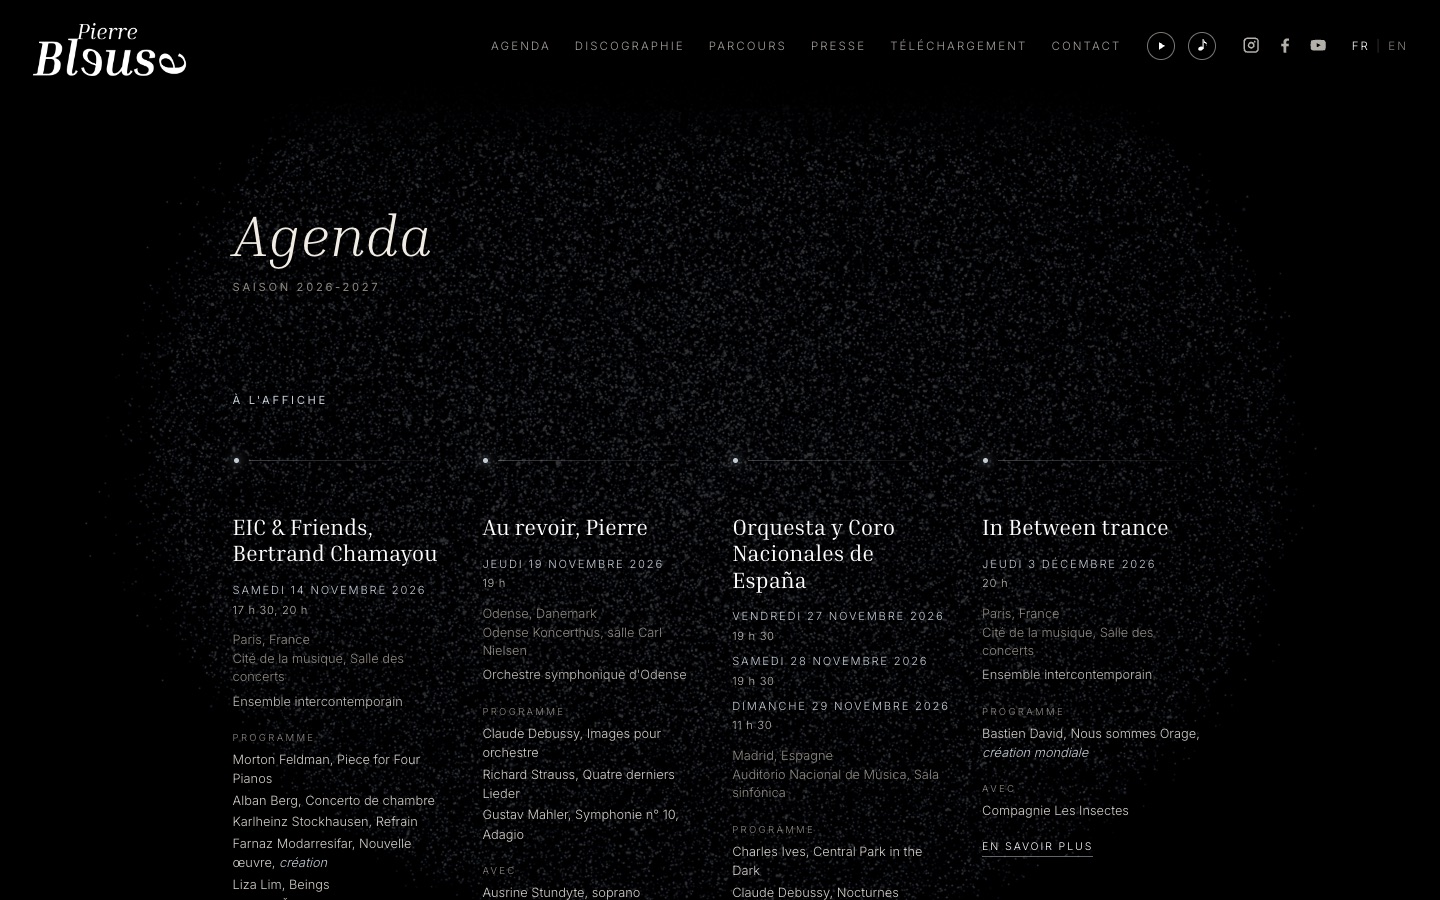 Pierre
Bleuse
AGENDA DISCOGRAPHIE PARCOURS PRESSE TÉLÉCHARGEMENT CONTACT FR | EN
Agenda
SAISON 2026-2027
À L'AFFICHE
EIC & Friends,
Bertrand Chamayou
SAMEDI 14 NOVEMBRE 2026
17 h 30, 20 h
Paris, France
Cité de la musique, Salle des
concerts
Ensemble intercontemporain
PROGRAMME
Morton Feldman, Piece for Four
Pianos
Alban Berg, Concerto de chambre
Karlheinz Stockhausen, Refrain
Farnaz Modarresifar, Nouvelle
œuvre, création
Liza Lim, Beings
Au revoir, Pierre
JEUDI 19 NOVEMBRE 2026
19 h
Odense, Danemark
Odense Koncerthus, salle Carl
Nielsen
Orchestre symphonique d'Odense
PROGRAMME
Claude Debussy, Images pour
orchestre
Richard Strauss, Quatre derniers
Lieder
Gustav Mahler, Symphonie n° 10,
Adagio
AVEC
Ausrine Stundyte, soprano
Orquesta y Coro
Nacionales de
España
VENDREDI 27 NOVEMBRE 2026
19 h 30
SAMEDI 28 NOVEMBRE 2026
19 h 30
DIMANCHE 29 NOVEMBRE 2026
11 h 30
Madrid, Espagne
Auditorio Nacional de Música, Sala
sinfónica
PROGRAMME
Charles Ives, Central Park in the
Dark
Claude Debussy, Nocturnes
In Between trance
JEUDI 3 DÉCEMBRE 2026
20 h
Paris, France
Cité de la musique, Salle des
concerts
Ensemble intercontemporain
PROGRAMME
Bastien David, Nous sommes Orage,
création mondiale
AVEC
Compagnie Les Insectes
EN SAVOIR PLUS